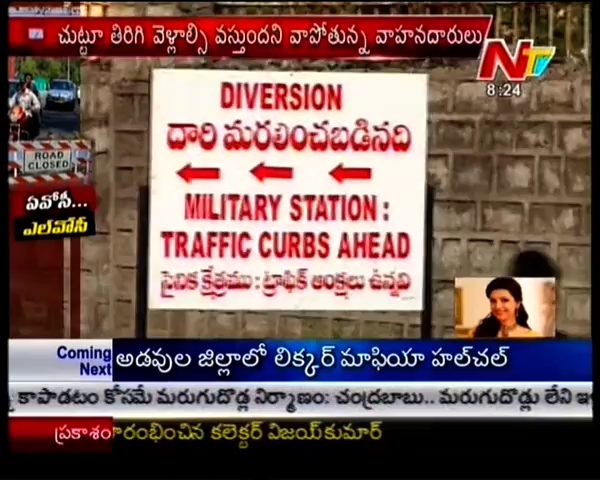 చుట్టూ తిరిగి వెళ్లాల్సి వస్తుందని వాపోతున్న వాహనదారులు
NTV
8:24
DIVERSION
దారి మరలించబడినది
ROAD CLOSED
ఏవోసీ...
ఎల్‌వోసీ
MILITARY STATION :
TRAFFIC CURBS AHEAD
సైనిక క్షేత్రము : ట్రాఫిక్ ఆంక్షలు ఉన్నవి
Coming Next
అడవుల జిల్లాలో లిక్కర్ మాఫియా హల్‌చల్
కాపాడటం కోసమే మరుగుదొడ్ల నిర్మాణం: చంద్రబాబు.. మరుగుదొడ్లు లేని
ప్రకాశం
రంభించిన కలెక్టర్ విజయ్‌కుమార్